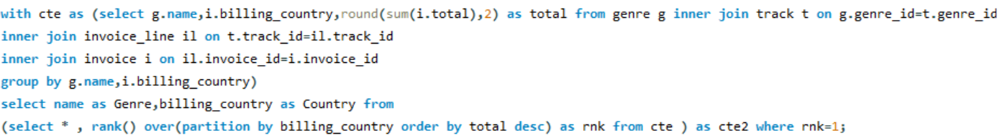 with cte as (select g.name,i.billing_country,round(sum(i.total),2) as total from genre g inner join track t on g.genre_id=t.genre_id
inner join invoice_line il on t.track_id=il.track_id
inner join invoice i on il.invoice_id=i.invoice_id
group by g.name,i.billing_country)
select name as Genre,billing_country as Country from
(select * , rank() over(partition by billing_country order by total desc) as rnk from cte ) as cte2 where rnk=1;